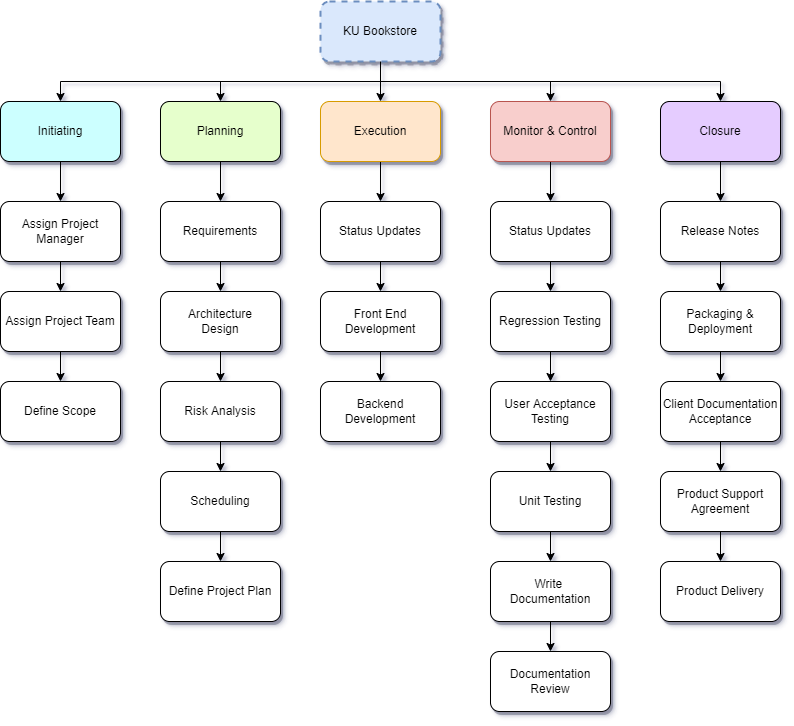 KU Bookstore
Initiating
Planning
Execution
Monitor & Control
Closure
Assign Project
Manager
Requirements
Status Updates
Status Updates
Release Notes
Assign Project Team
Architecture
Design
Front End
Development
Regression Testing
Packaging &
Deployment
Define Scope
Risk Analysis
Backend
Development
User Acceptance
Testing
Client Documentation
Acceptance
Scheduling
Unit Testing
Product Support
Agreement
Define Project Plan
Write
Documentation
Product Delivery
Documentation
Review